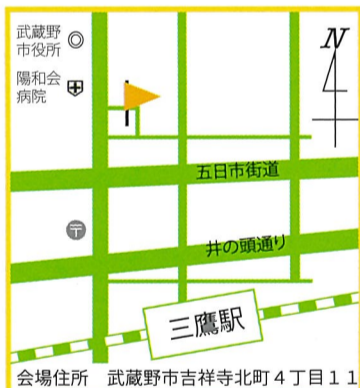 武蔵野
市役所
陽和会
病院
N
五日市街道
〒
井の頭通り
三鷹駅
会場住所 武蔵野市吉祥寺北町4丁目11